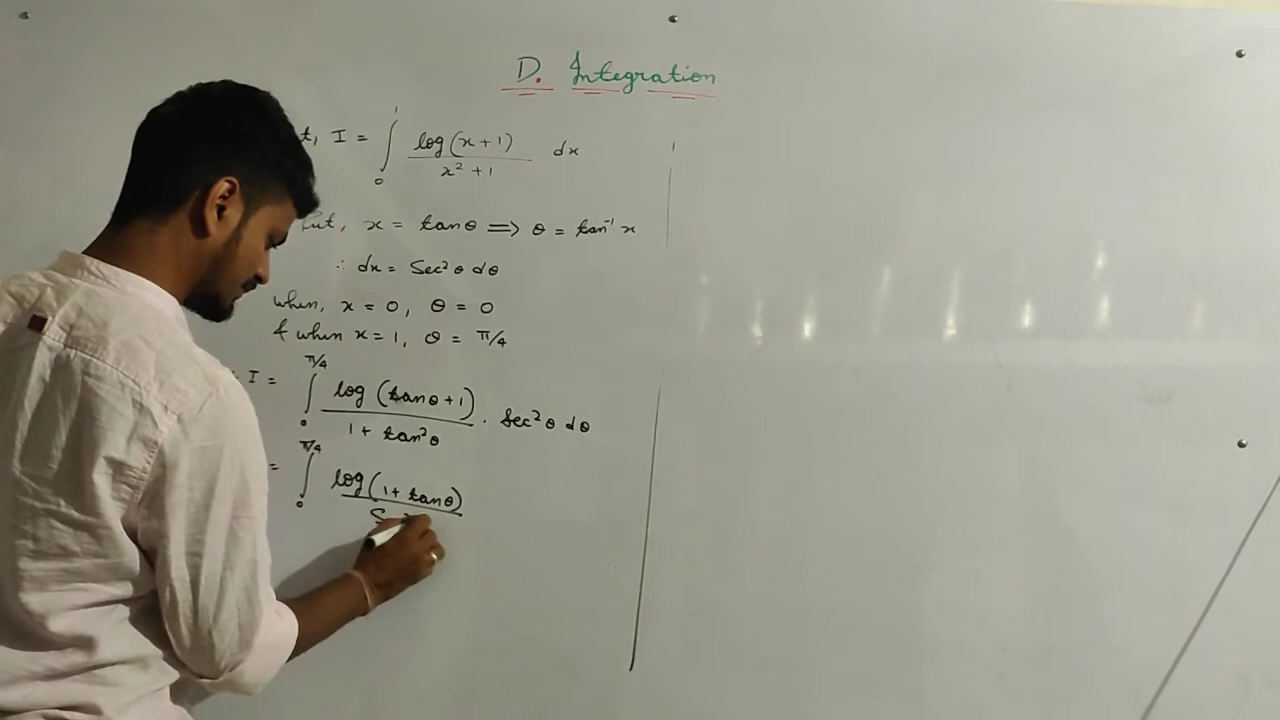 D. Integration
I = ∫₀¹ log(x+1) / x² + 1 dx
Put, x = tanθ ⟹ θ = tan⁻¹ x
∴ dx = Sec²θ dθ
when, x = 0, θ = 0
& when x = 1, θ = π/4
I = ∫₀^π/4 log (tanθ + 1) / 1 + tan²θ . Sec²θ dθ
= ∫₀^π/4 log (1 + tanθ) /